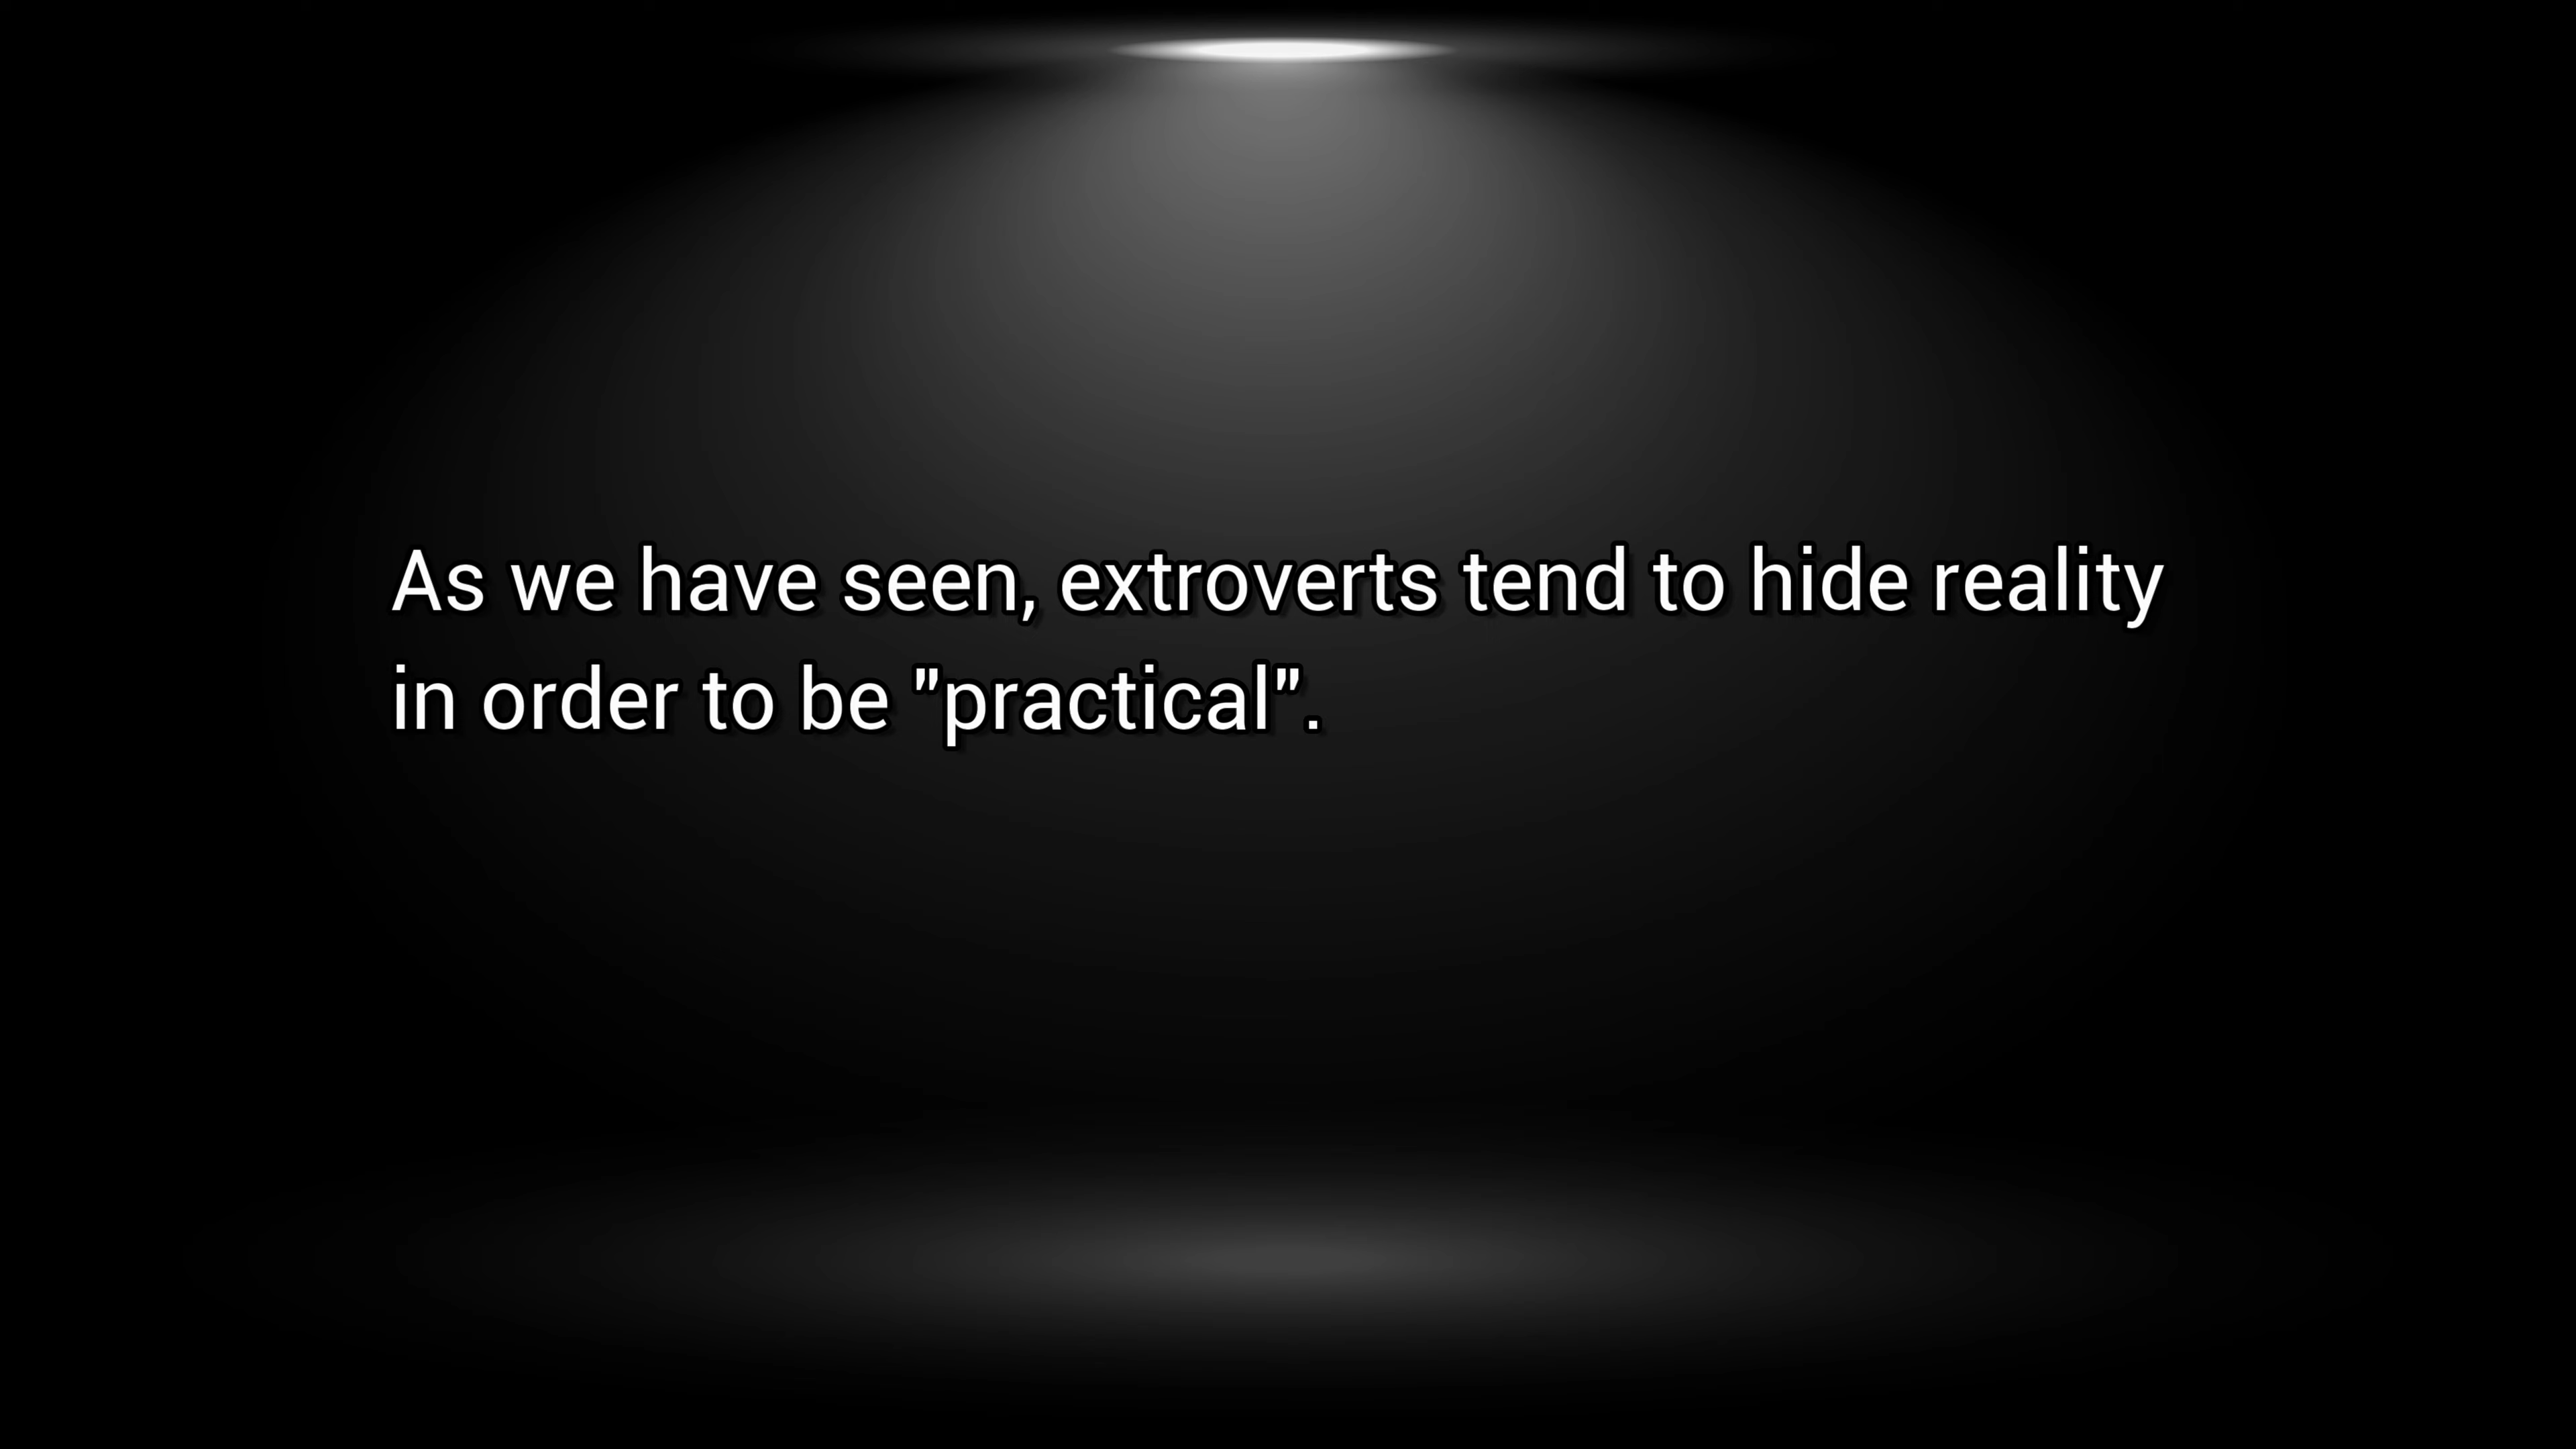 As we have seen, extroverts tend to hide reality
in order to be "practical".